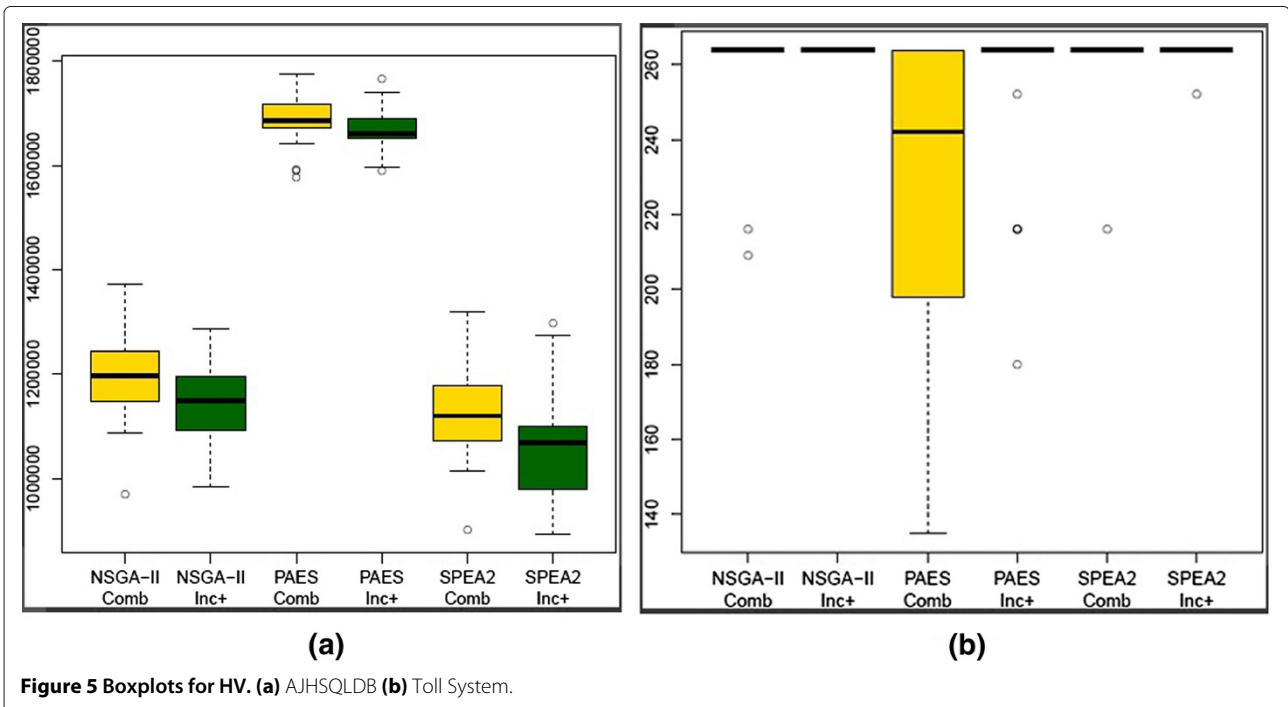 1800000
1600000
1400000
1200000
1000000
NSGA-II
Comb
NSGA-II
Inc+
PAES
Comb
PAES
Inc+
SPEA2
Comb
SPEA2
Inc+
(a)
260
240
220
200
180
160
140
NSGA-II
Comb
NSGA-II
Inc+
PAES
Comb
PAES
Inc+
SPEA2
Comb
SPEA2
Inc+
(b)
Figure 5 Boxplots for HV. (a) AJHSQLDB (b) Toll System.